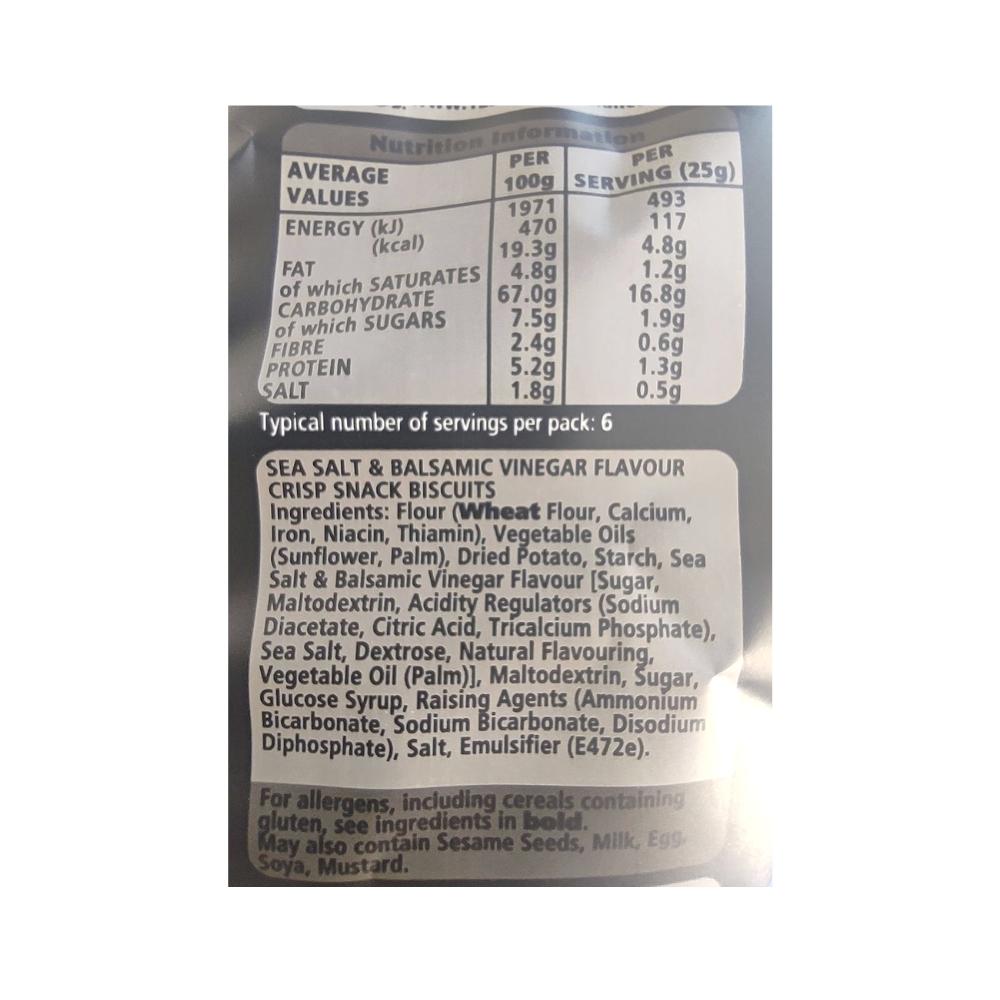 Nutrition Information
AVERAGE VALUES PER 100g PER SERVING (25g)
ENERGY (kJ) 1971 493
(kcal) 470 117
FAT 19.3g 4.8g
of which SATURATES 4.8g 1.2g
CARBOHYDRATE 67.0g 16.8g
of which SUGARS 7.5g 1.9g
FIBRE 2.4g 0.6g
PROTEIN 5.2g 1.3g
SALT 1.8g 0.5g
Typical number of servings per pack: 6
SEA SALT & BALSAMIC VINEGAR FLAVOUR
CRISP SNACK BISCUITS
Ingredients: Flour (Wheat Flour, Calcium,
Iron, Niacin, Thiamin), Vegetable Oils
(Sunflower, Palm), Dried Potato, Starch, Sea
Salt & Balsamic Vinegar Flavour [Sugar,
Maltodextrin, Acidity Regulators (Sodium
Diacetate, Citric Acid, Tricalcium Phosphate),
Sea Salt, Dextrose, Natural Flavouring,
Vegetable Oil (Palm)], Maltodextrin, Sugar,
Glucose Syrup, Raising Agents (Ammonium
Bicarbonate, Sodium Bicarbonate, Disodium
Diphosphate), Salt, Emulsifier (E472e).
For allergens, including cereals containing
gluten, see ingredients in bold.
May also contain Sesame Seeds, Milk, Egg,
Soya, Mustard.